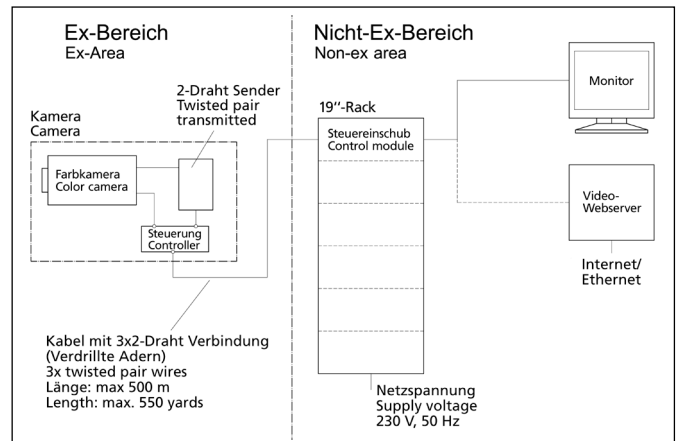 Ex-Bereich
Ex-Area
Nicht-Ex-Bereich
Non-ex area
2-Draht Sender
Twisted pair
transmitted
Kamera
Camera
Farbkamera
Color camera
Steuerung
Controller
19“-Rack
Steuereinschub
Control module
Monitor
Video-
Webserver
Internet/
Ethernet
Kabel mit 3x2-Draht Verbindung
(Verdrillte Adern)
3x twisted pair wires
Länge: max 500 m
Length: max. 550 yards
Netzspannung
Supply voltage
230 V, 50 Hz